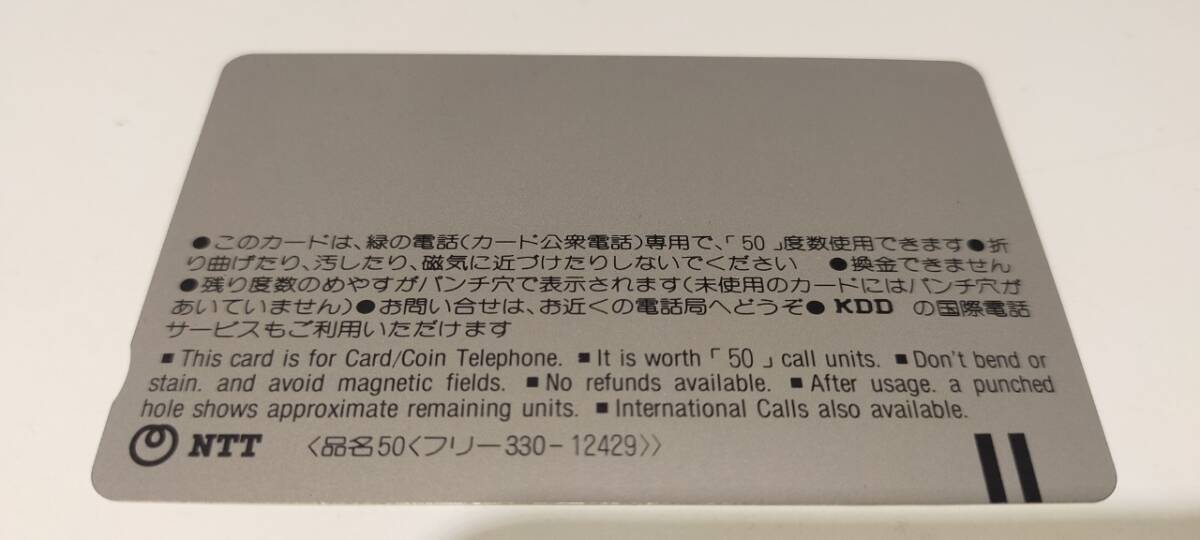 ●このカードは、緑の電話(カード公衆電話)専用で、「50」度数使用できます●折
り曲げたり、汚したり、磁気に近づけたりしないでください ●換金できません
●残り度数のめやすがパンチ穴で表示されます(未使用のカードにはパンチ穴が
あいていません)●お問い合せは、お近くの電話局へどうぞ● KDD の国際電話
サービスもご利用いただけます
■ This card is for Card/Coin Telephone. ■ It is worth「50」call units. ■ Don't bend or
stain. and avoid magnetic fields. ■ No refunds available. ■ After usage. a punched
hole shows approximate remaining units. ■ International Calls also available.
NTT 〈品名50〈フリー330-12429〉〉